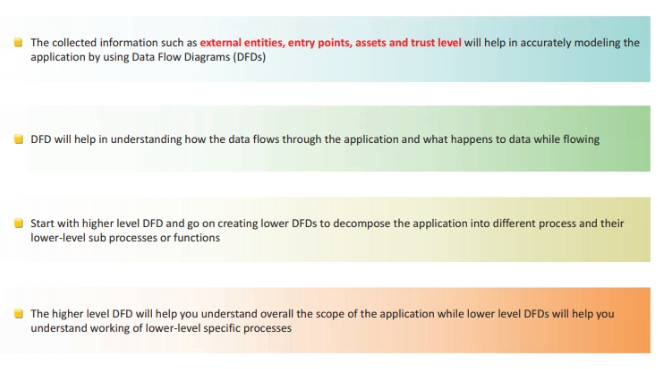 The collected information such as external entities, entry points, assets and trust level will help in accurately modeling the
application by using Data Flow Diagrams (DFDs)
DFD will help in understanding how the data flows through the application and what happens to data while flowing
Start with higher level DFD and go on creating lower DFDs to decompose the application into different process and their
lower-level sub processes or functions
The higher level DFD will help you understand overall the scope of the application while lower level DFDs will help you
understand working of lower-level specific processes